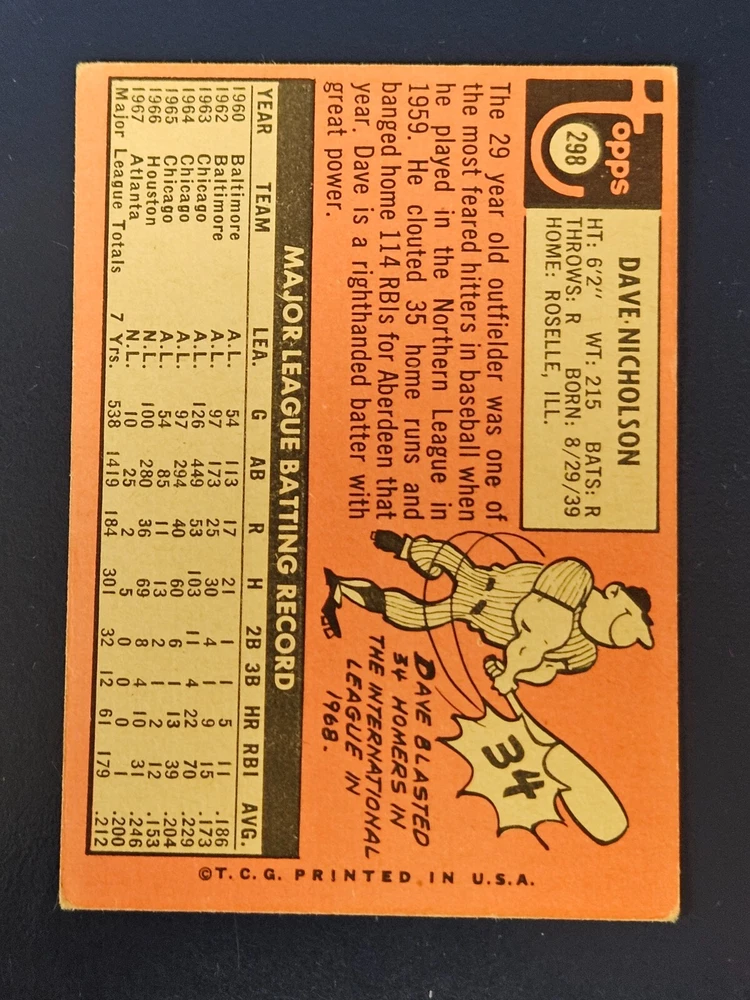 Topps
298
DAVE·NICHOLSON
HT: 6'2" WT: 215 BATS: R
THROWS: R BORN: 8/29/39
HOME: ROSELLE, ILL.
The 29 year old outfielder was one of
the most feared hitters in baseball when
he played in the Northern League in
1959. He clouted 35 home runs and
banged home 114 RBIs for Aberdeen that
year. Dave is a righthanded batter with
great power.
34
DAVE BLASTED
34 HOMERS IN
THE INTERNATIONAL
LEAGUE IN
1968.
MAJOR LEAGUE BATTING RECORD
YEAR TEAM LEA. G AB R H 2B 3B HR RBI AVG.
1960 Baltimore A.L. 54 113 17 21 1 1 5 11 .186
1962 Baltimore A.L. 97 173 25 30 4 1 9 15 .173
1963 Chicago A.L. 126 449 53 103 11 4 22 70 .229
1964 Chicago A.L. 97 294 40 60 6 1 13 39 .204
1965 Chicago A.L. 54 85 11 13 2 1 2 12 .153
1966 Houston N.L. 100 280 36 69 8 4 10 31 .246
1967 Atlanta N.L. 10 25 2 5 0 0 0 1 .200
Major League Totals 7 Yrs. 538 1419 184 301 32 12 61 179 .212
©T.C.G. PRINTED IN U.S.A.